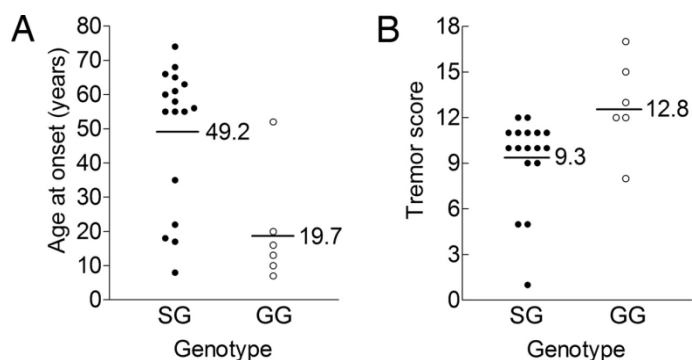 A
Age at onset (years)
80
70
60
50
40
30
20
10
0
49.2
19.7
SG GG
Genotype
B
Tremor score
18
15
12
9
6
3
0
9.3
12.8
SG GG
Genotype